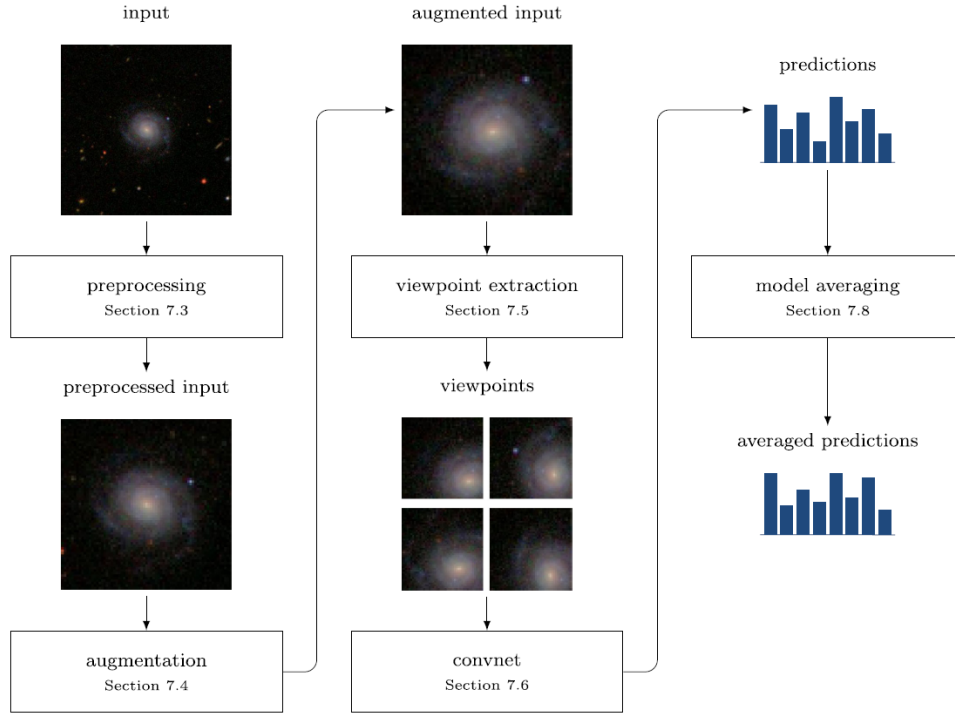 input
preprocessing
Section 7.3
preprocessed input
augmentation
Section 7.4
augmented input
viewpoint extraction
Section 7.5
viewpoints
convnet
Section 7.6
predictions
model averaging
Section 7.8
averaged predictions